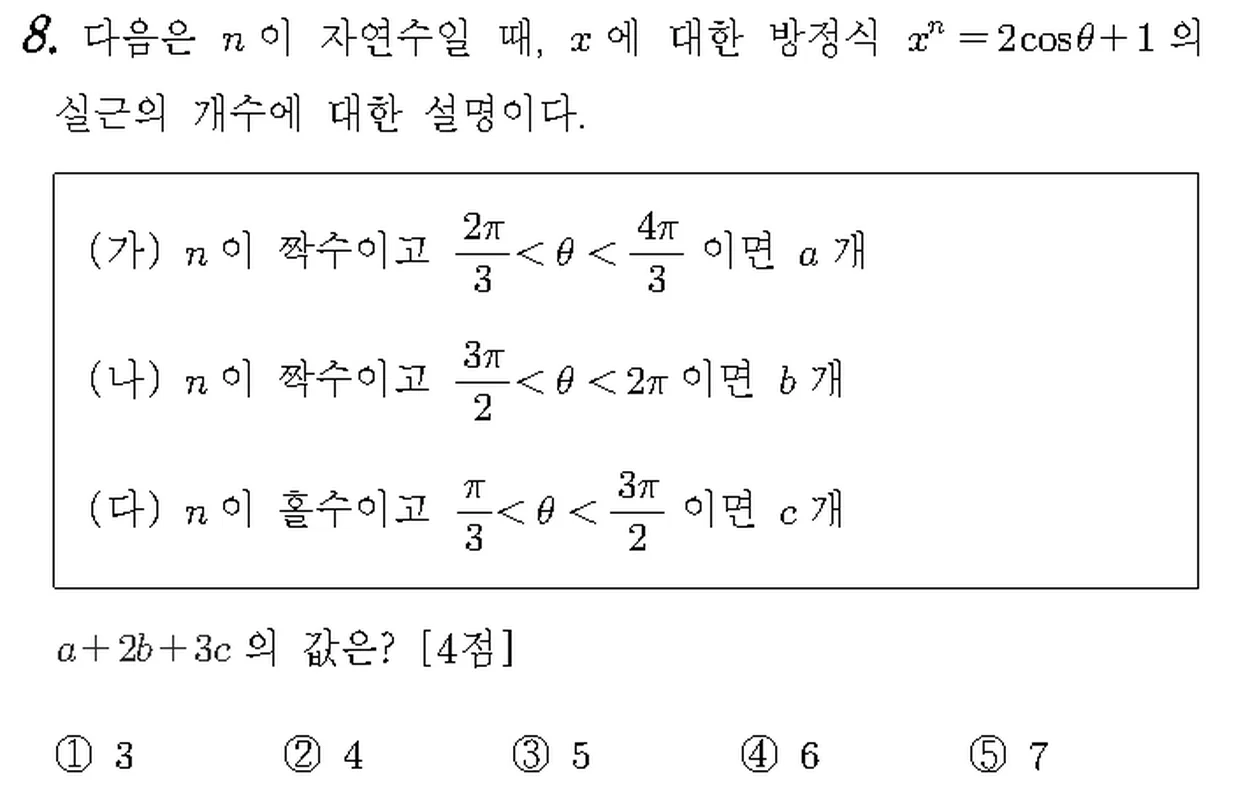 8. 다음은 n이 자연수일 때, x에 대한 방정식 xⁿ = 2cosθ + 1 의
실근의 개수에 대한 설명이다.
(가) n이 짝수이고 2π/3 < θ < 4π/3 이면 a개
(나) n이 짝수이고 3π/2 < θ < 2π 이면 b개
(다) n이 홀수이고 π/3 < θ < 3π/2 이면 c개
a + 2b + 3c 의 값은? [4점]
① 3 ② 4 ③ 5 ④ 6 ⑤ 7